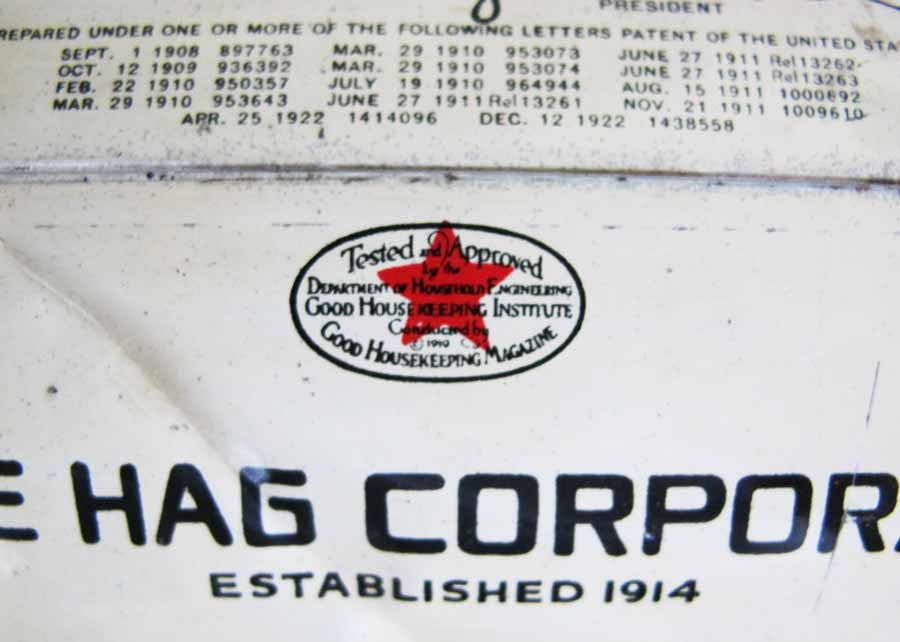 PRESIDENT
REPARED UNDER ONE OR MORE OF THE FOLLOWING LETTERS PATENT OF THE UNITED STA
SEPT. 1 1908 897763 MAR. 29 1910 953073 JUNE 27 1911 Rel13262
OCT. 12 1909 936392 MAR. 29 1910 953074 JUNE 27 1911 Rel13263
FEB. 22 1910 950357 JULY 19 1910 964944 AUG. 15 1911 1000692
MAR. 29 1910 953643 JUNE 27 1911 Rel13261 NOV. 21 1911 1009610
APR. 25 1922 1414096 DEC. 12 1922 1438558
Tested and Approved
by the
DEPARTMENT OF HOUSEHOLD ENGINEERING
GOOD HOUSEKEEPING INSTITUTE
Conducted by
© 1919
GOOD HOUSEKEEPING MAGAZINE
E HAG CORPORA
ESTABLISHED 1914